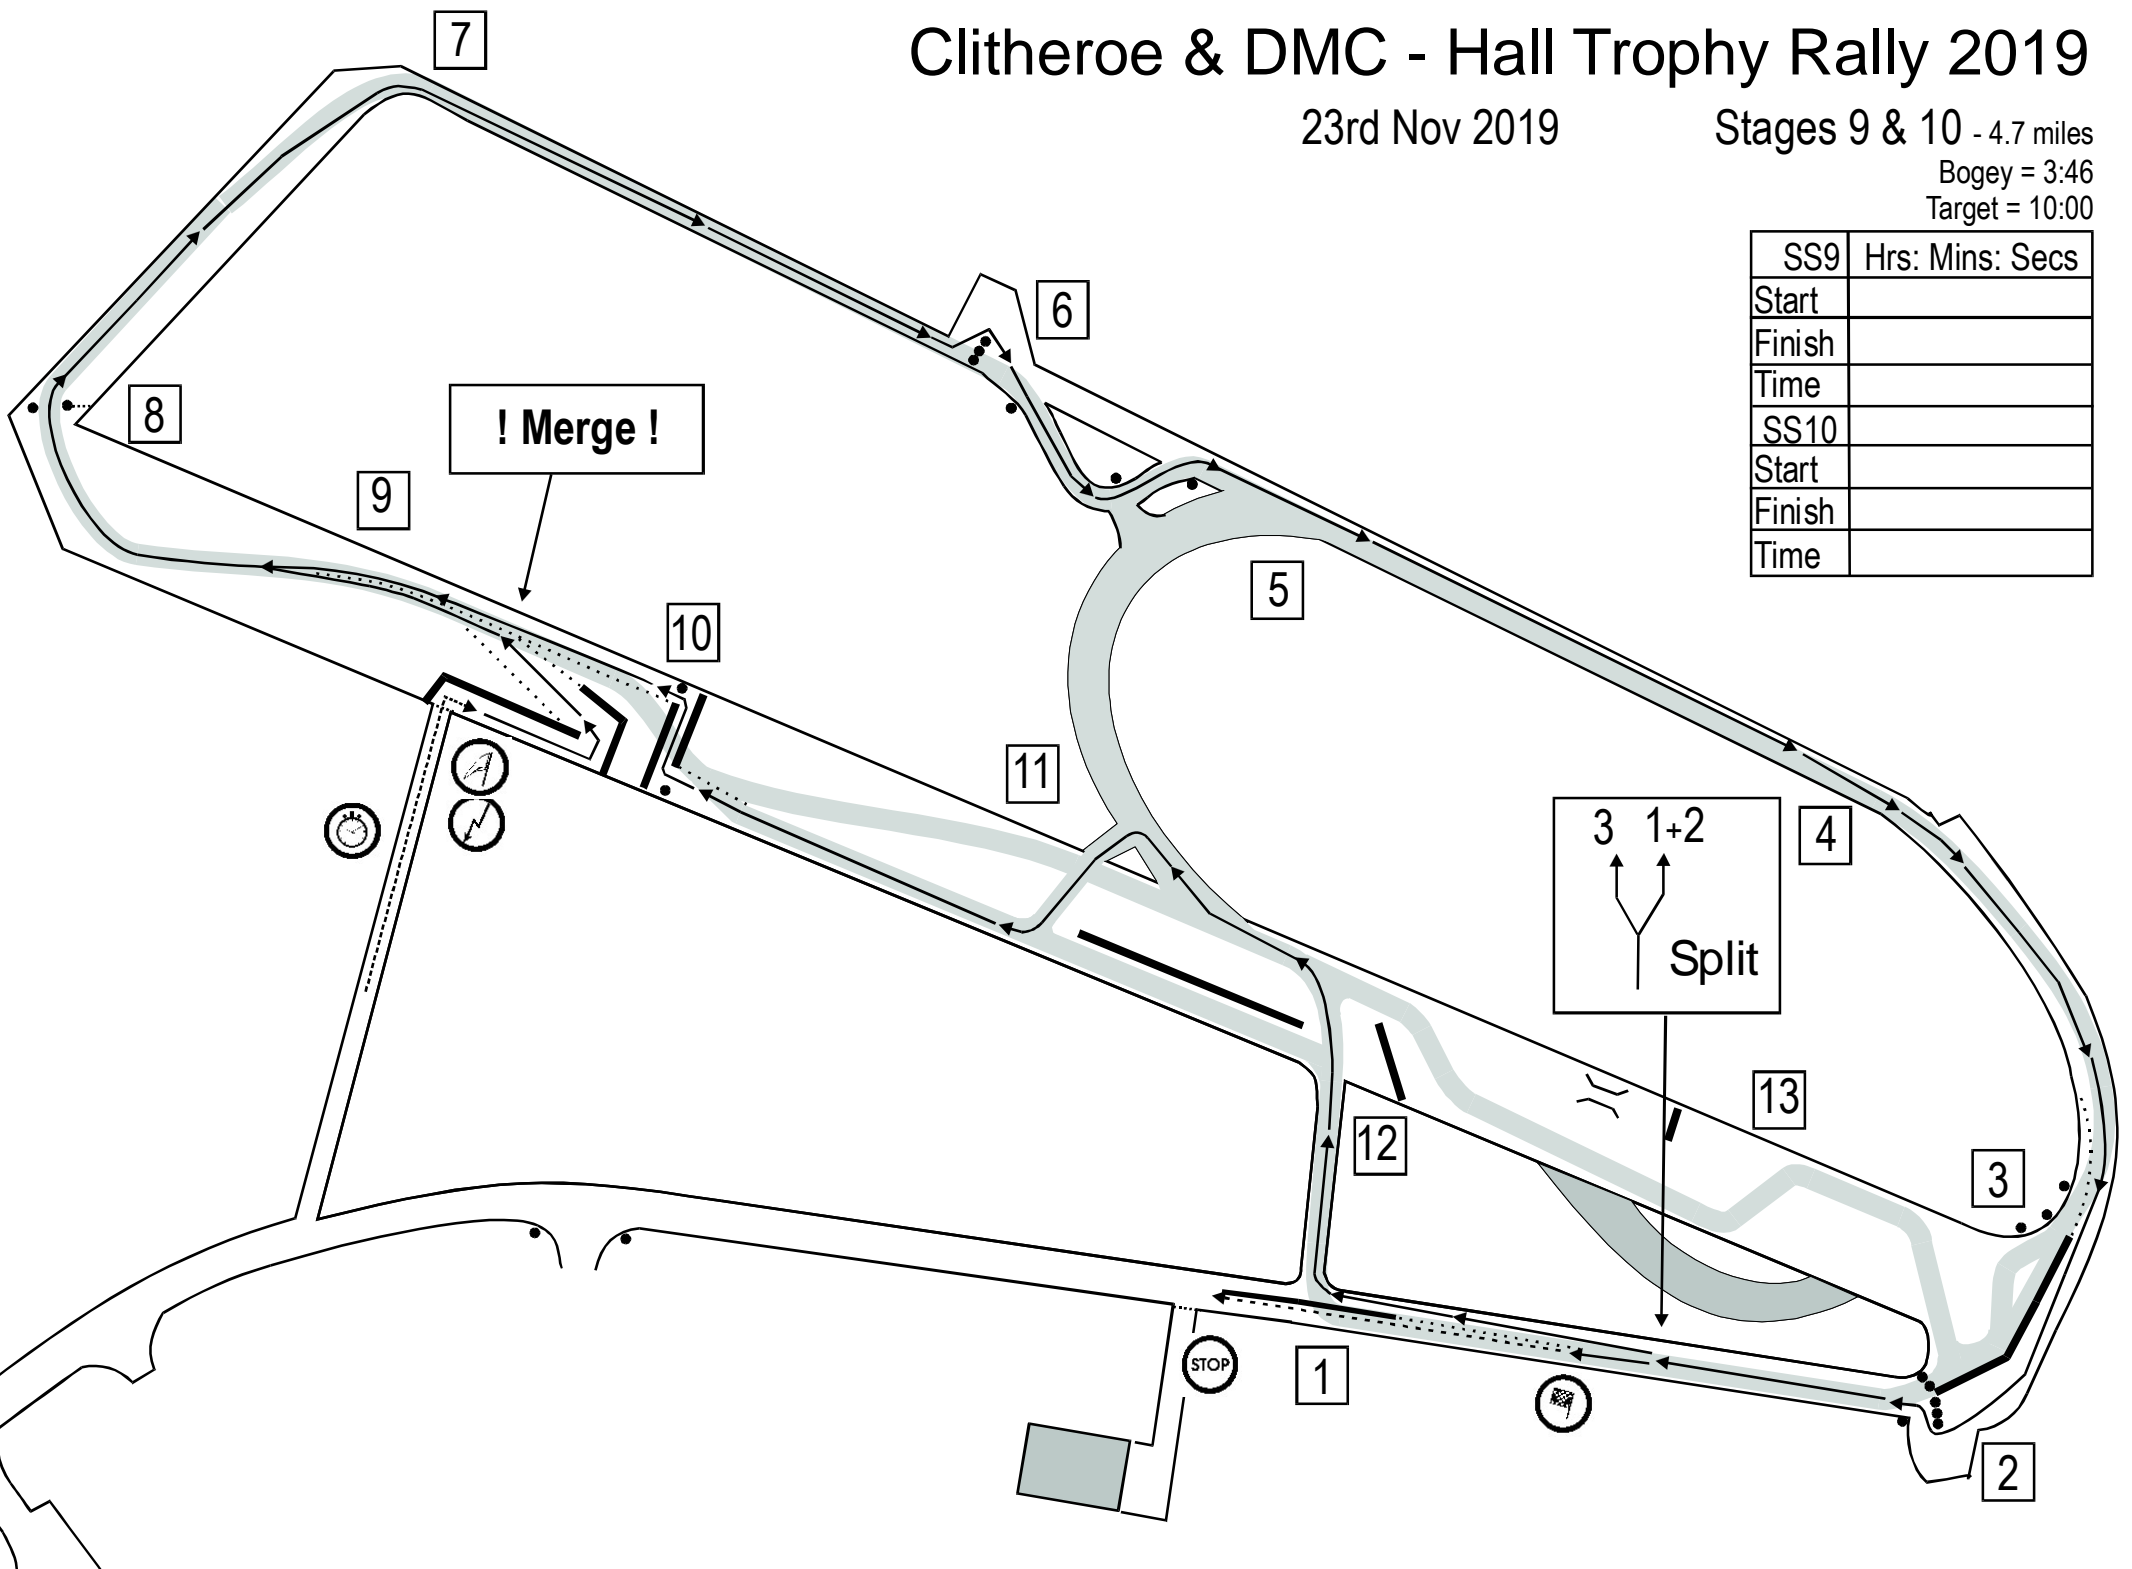 Clitheroe & DMC - Hall Trophy Rally 2019
23rd Nov 2019
Stages 9 & 10 - 4.7 miles
Bogey = 3:46
Target = 10:00
SS9 Hrs: Mins: Secs
Start
Finish
Time
SS10
Start
Finish
Time
7
6
8
! Merge !
9
5
10
11
3 1+2
Split
4
12
13
3
STOP
1
2